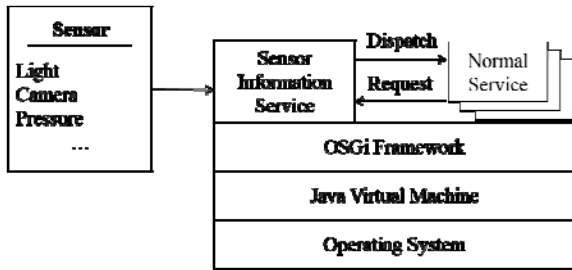 Sensor
Light
Camera
Pressure
...
Sensor
Information
Service
Dispatch
Request
Normal
Service
OSGi Framework
Java Virtual Machine
Operating System